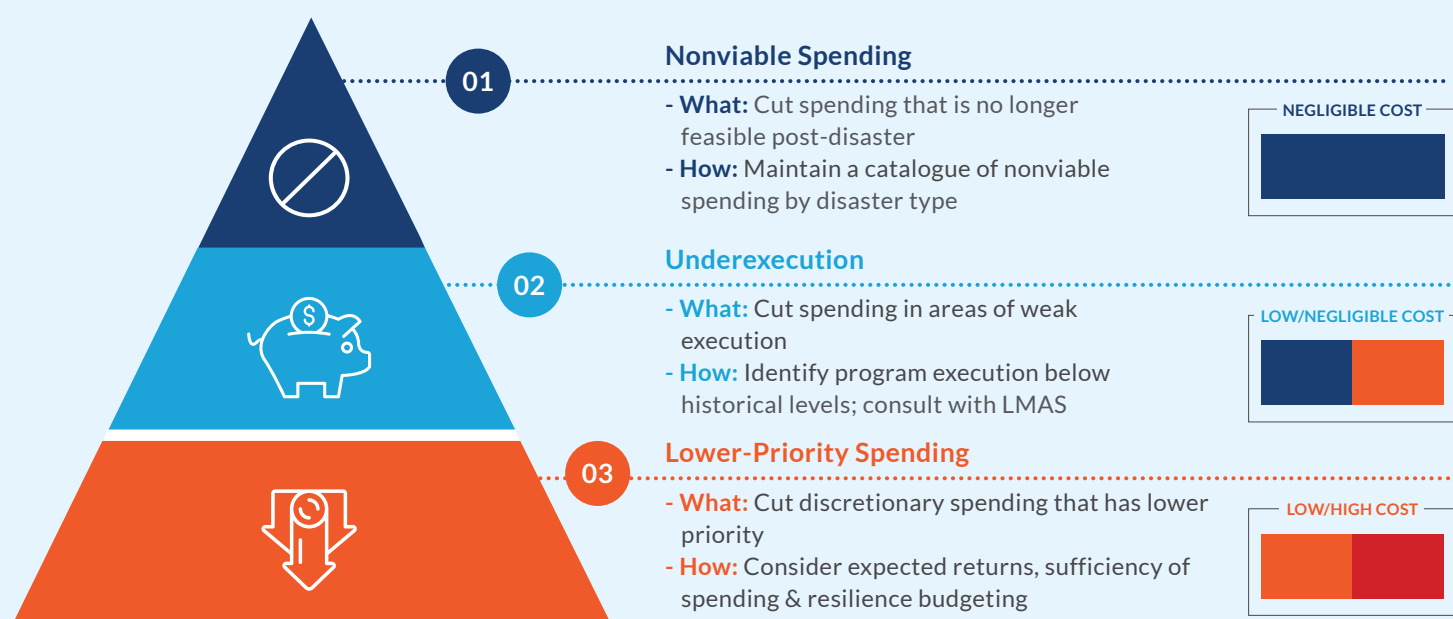 01
Nonviable Spending
- What: Cut spending that is no longer
feasible post-disaster
- How: Maintain a catalogue of nonviable
spending by disaster type
NEGLIGIBLE COST
02
Underexecution
- What: Cut spending in areas of weak
execution
- How: Identify program execution below
historical levels; consult with LMAS
LOW/NEGLIGIBLE COST
$
03
Lower-Priority Spending
- What: Cut discretionary spending that has lower
priority
- How: Consider expected returns, sufficiency of
spending & resilience budgeting
LOW/HIGH COST